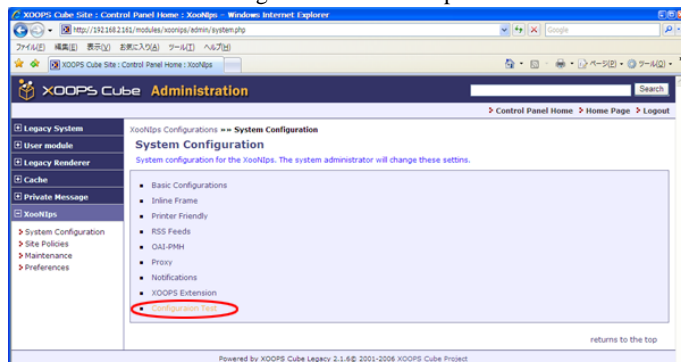 XOOPS Cube Site : Control Panel Home : XooNIps - Windows Internet Explorer
http://192.168.2.161/modules/xoonips/admin/system.php
Google
ファイル(F) 編集(E) 表示(V) お気に入り(A) ツール(T) ヘルプ(H)
XOOPS Cube Site : Control Panel Home : XooNIps
ページ(P) ツール(O)
XOOPS Cube Administration
Search
Control Panel Home Home Page Logout
Legacy System
User module
Legacy Renderer
Cache
Private Message
XooNIps
System Configuration
Site Policies
Maintenance
Preferences
XooNIps Configurations »» System Configuration
System Configuration
System configuration for the XooNIps. The system administrator will change these settins.
Basic Configurations
Inline Frame
Printer Friendly
RSS Feeds
OAI-PMH
Proxy
Notifications
XOOPS Extension
Configuraion Test
returns to the top
Powered by XOOPS Cube Legacy 2.1.6© 2001-2006 XOOPS Cube Project